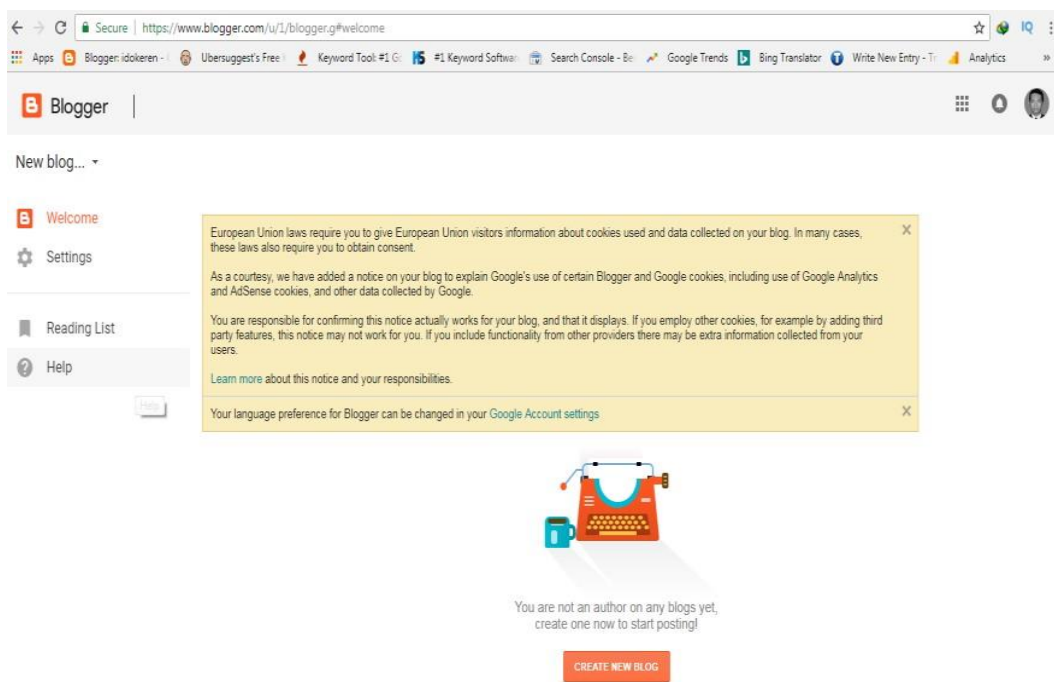 Secure | https://www.blogger.com/u/1/blogger.g#welcome
IQ
Apps Blogger: idokeren - Ubersuggest's Free Keyword Tool: #1 Go #1 Keyword Softwar Search Console - Be Google Trends Bing Translator Write New Entry - Tr Analytics »
Blogger
New blog...
Welcome
Settings
Reading List
Help
Help
European Union laws require you to give European Union visitors information about cookies used and data collected on your blog. In many cases,
these laws also require you to obtain consent.
As a courtesy, we have added a notice on your blog to explain Google's use of certain Blogger and Google cookies, including use of Google Analytics
and AdSense cookies, and other data collected by Google.
You are responsible for confirming this notice actually works for your blog, and that it displays. If you employ other cookies, for example by adding third
party features, this notice may not work for you. If you include functionality from other providers there may be extra information collected from your
users.
Learn more about this notice and your responsibilities.
Your language preference for Blogger can be changed in your Google Account settings
You are not an author on any blogs yet,
create one now to start posting!
CREATE NEW BLOG